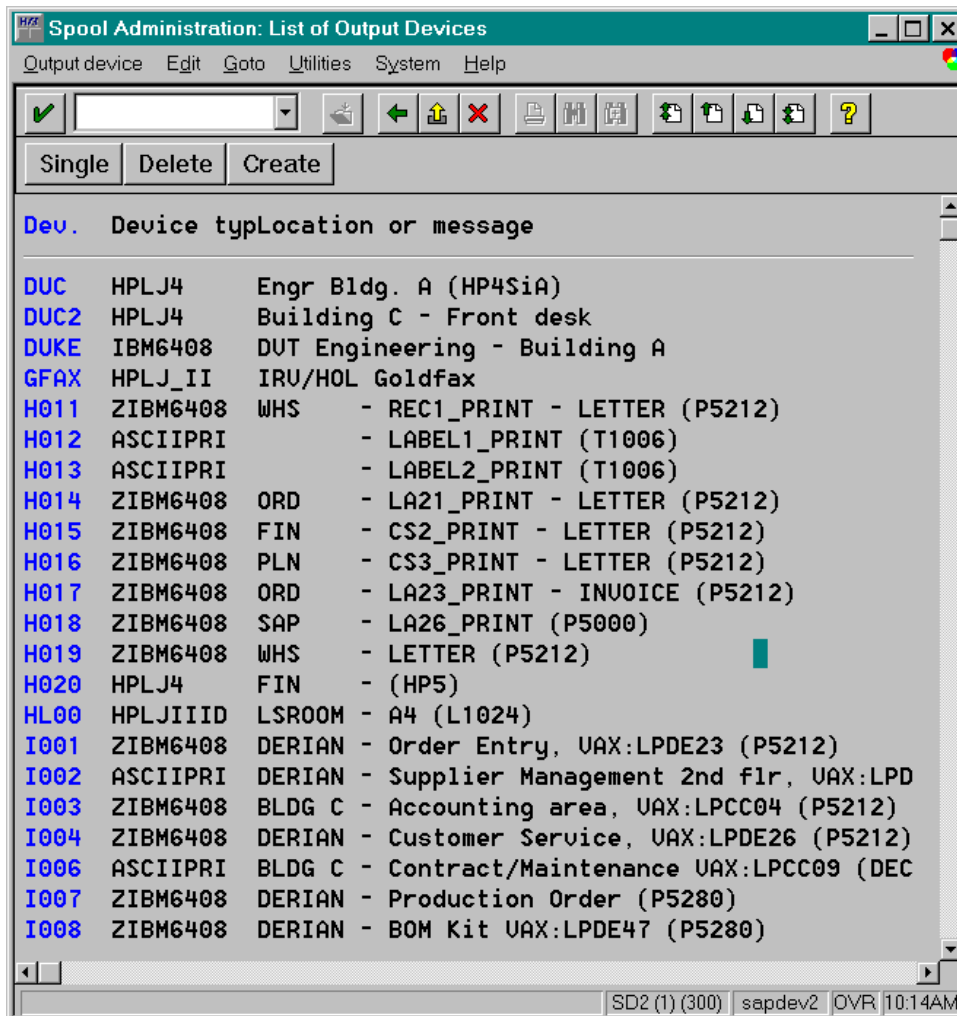 Spool Administration: List of Output Devices
Output device Edit Goto Utilities System Help
Single Delete Create
Dev. Device typLocation or message
DUC HPLJ4 Engr Bldg. A (HP4SiA)
DUC2 HPLJ4 Building C - Front desk
DUKE IBM6408 DVT Engineering - Building A
GFAX HPLJ_II IRV/HOL Goldfax
H011 ZIBM6408 WHS - REC1_PRINT - LETTER (P5212)
H012 ASCIIPRI - LABEL1_PRINT (T1006)
H013 ASCIIPRI - LABEL2_PRINT (T1006)
H014 ZIBM6408 ORD - LA21_PRINT - LETTER (P5212)
H015 ZIBM6408 FIN - CS2_PRINT - LETTER (P5212)
H016 ZIBM6408 PLN - CS3_PRINT - LETTER (P5212)
H017 ZIBM6408 ORD - LA23_PRINT - INVOICE (P5212)
H018 ZIBM6408 SAP - LA26_PRINT (P5000)
H019 ZIBM6408 WHS - LETTER (P5212)
H020 HPLJ4 FIN - (HP5)
HL00 HPLJIIID LSROOM - A4 (L1024)
I001 ZIBM6408 DERIAN - Order Entry, VAX:LPDE23 (P5212)
I002 ASCIIPRI DERIAN - Supplier Management 2nd flr, VAX:LPD
I003 ZIBM6408 BLDG C - Accounting area, VAX:LPCC04 (P5212)
I004 ZIBM6408 DERIAN - Customer Service, VAX:LPDE26 (P5212)
I006 ASCIIPRI BLDG C - Contract/Maintenance VAX:LPCC09 (DEC
I007 ZIBM6408 DERIAN - Production Order (P5280)
I008 ZIBM6408 DERIAN - BOM Kit VAX:LPDE47 (P5280)
SD2 (1) (300) sapdev2 OVR 10:14AM